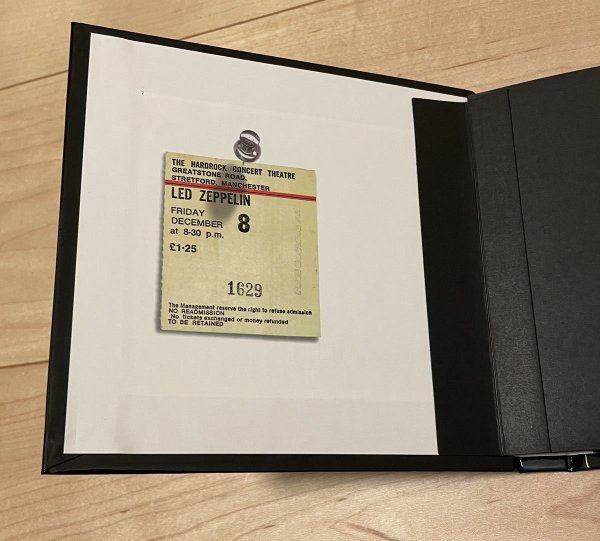 THE HARDROCK CONCERT THEATRE
GREATSTONE ROAD,
STRETFORD, MANCHESTER
LED ZEPPELIN
FRIDAY
DECEMBER 8
at 8-30 p.m.
£1·25
1629
The Management reserve the right to refuse admission
NO READMISSION
No tickets exchanged or money refunded
TO BE RETAINED